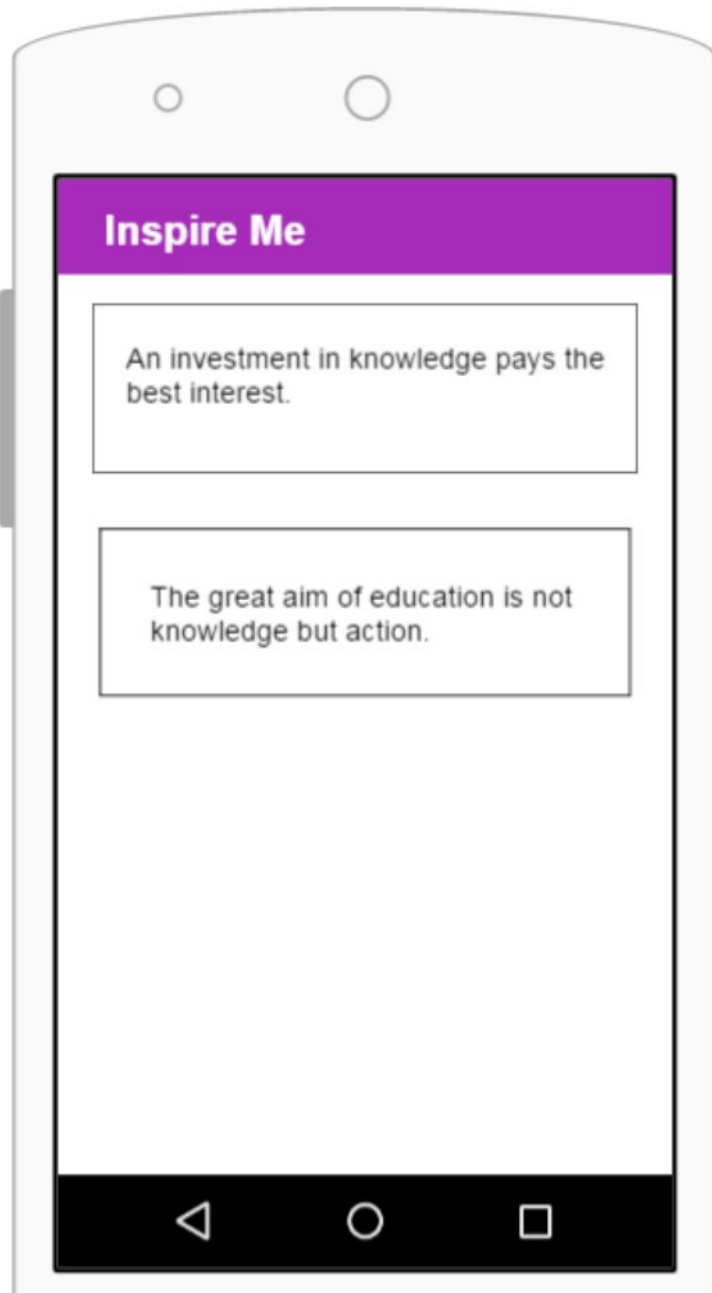 Inspire Me
An investment in knowledge pays the
best interest.
The great aim of education is not
knowledge but action.